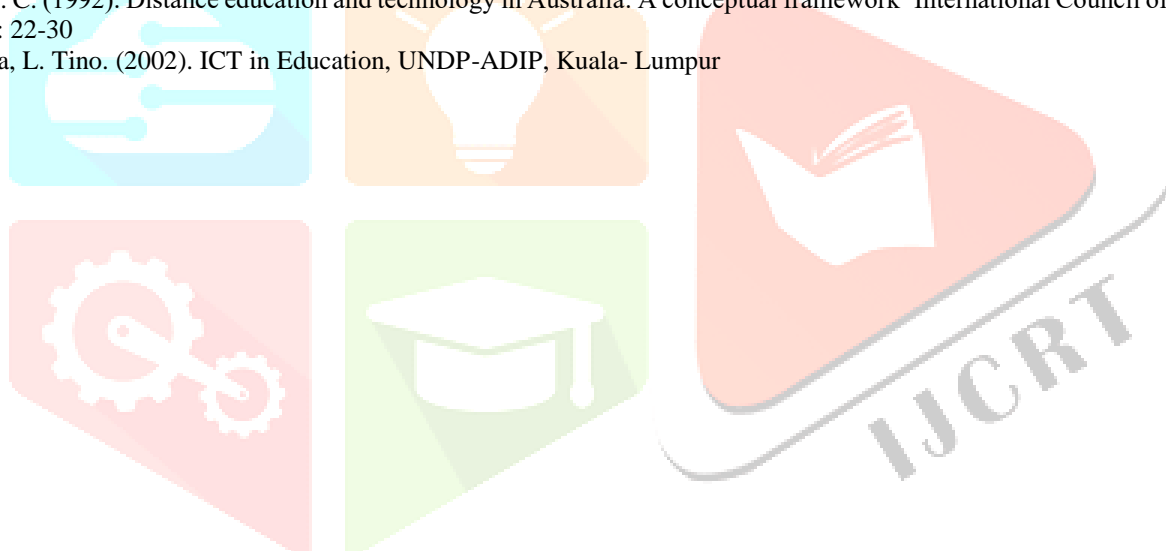 . C. (1992). Distance education and technology in Australia: A conceptual framework" International Council of
: 22-30
a, L. Tino. (2002). ICT in Education, UNDP-ADIP, Kuala- Lumpur
IJCRT